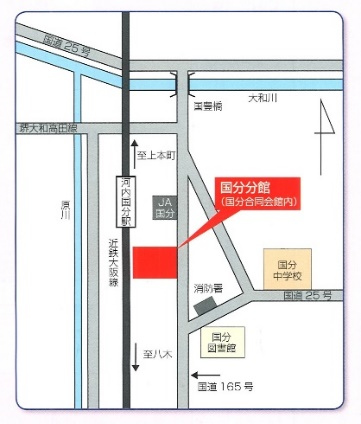 国道25号
大和川
国豊橋
堺大和高田線
至上本町
国分分館
(国分合同会館内)
河内国分駅
JA
国分
原川
近鉄大阪線
国分
中学校
消防署
国道25号
国分
図書館
至八木
国道165号